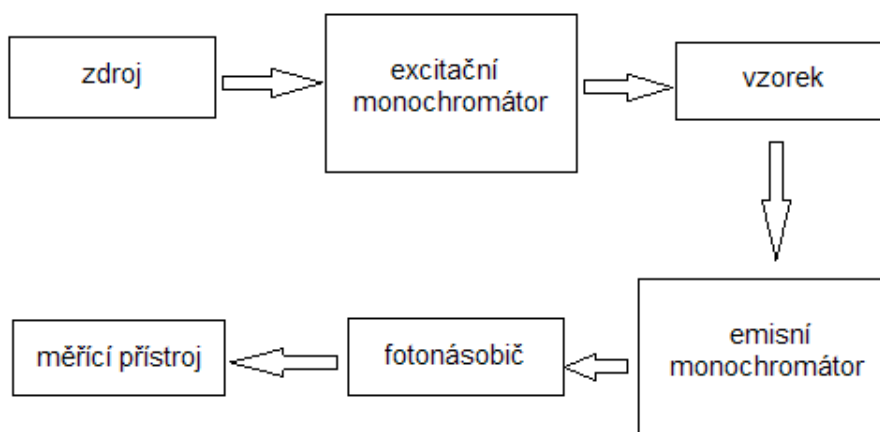 zdroj
excitační
monochromátor
vzorek
emisní
monochromátor
fotonásobič
měřící přístroj